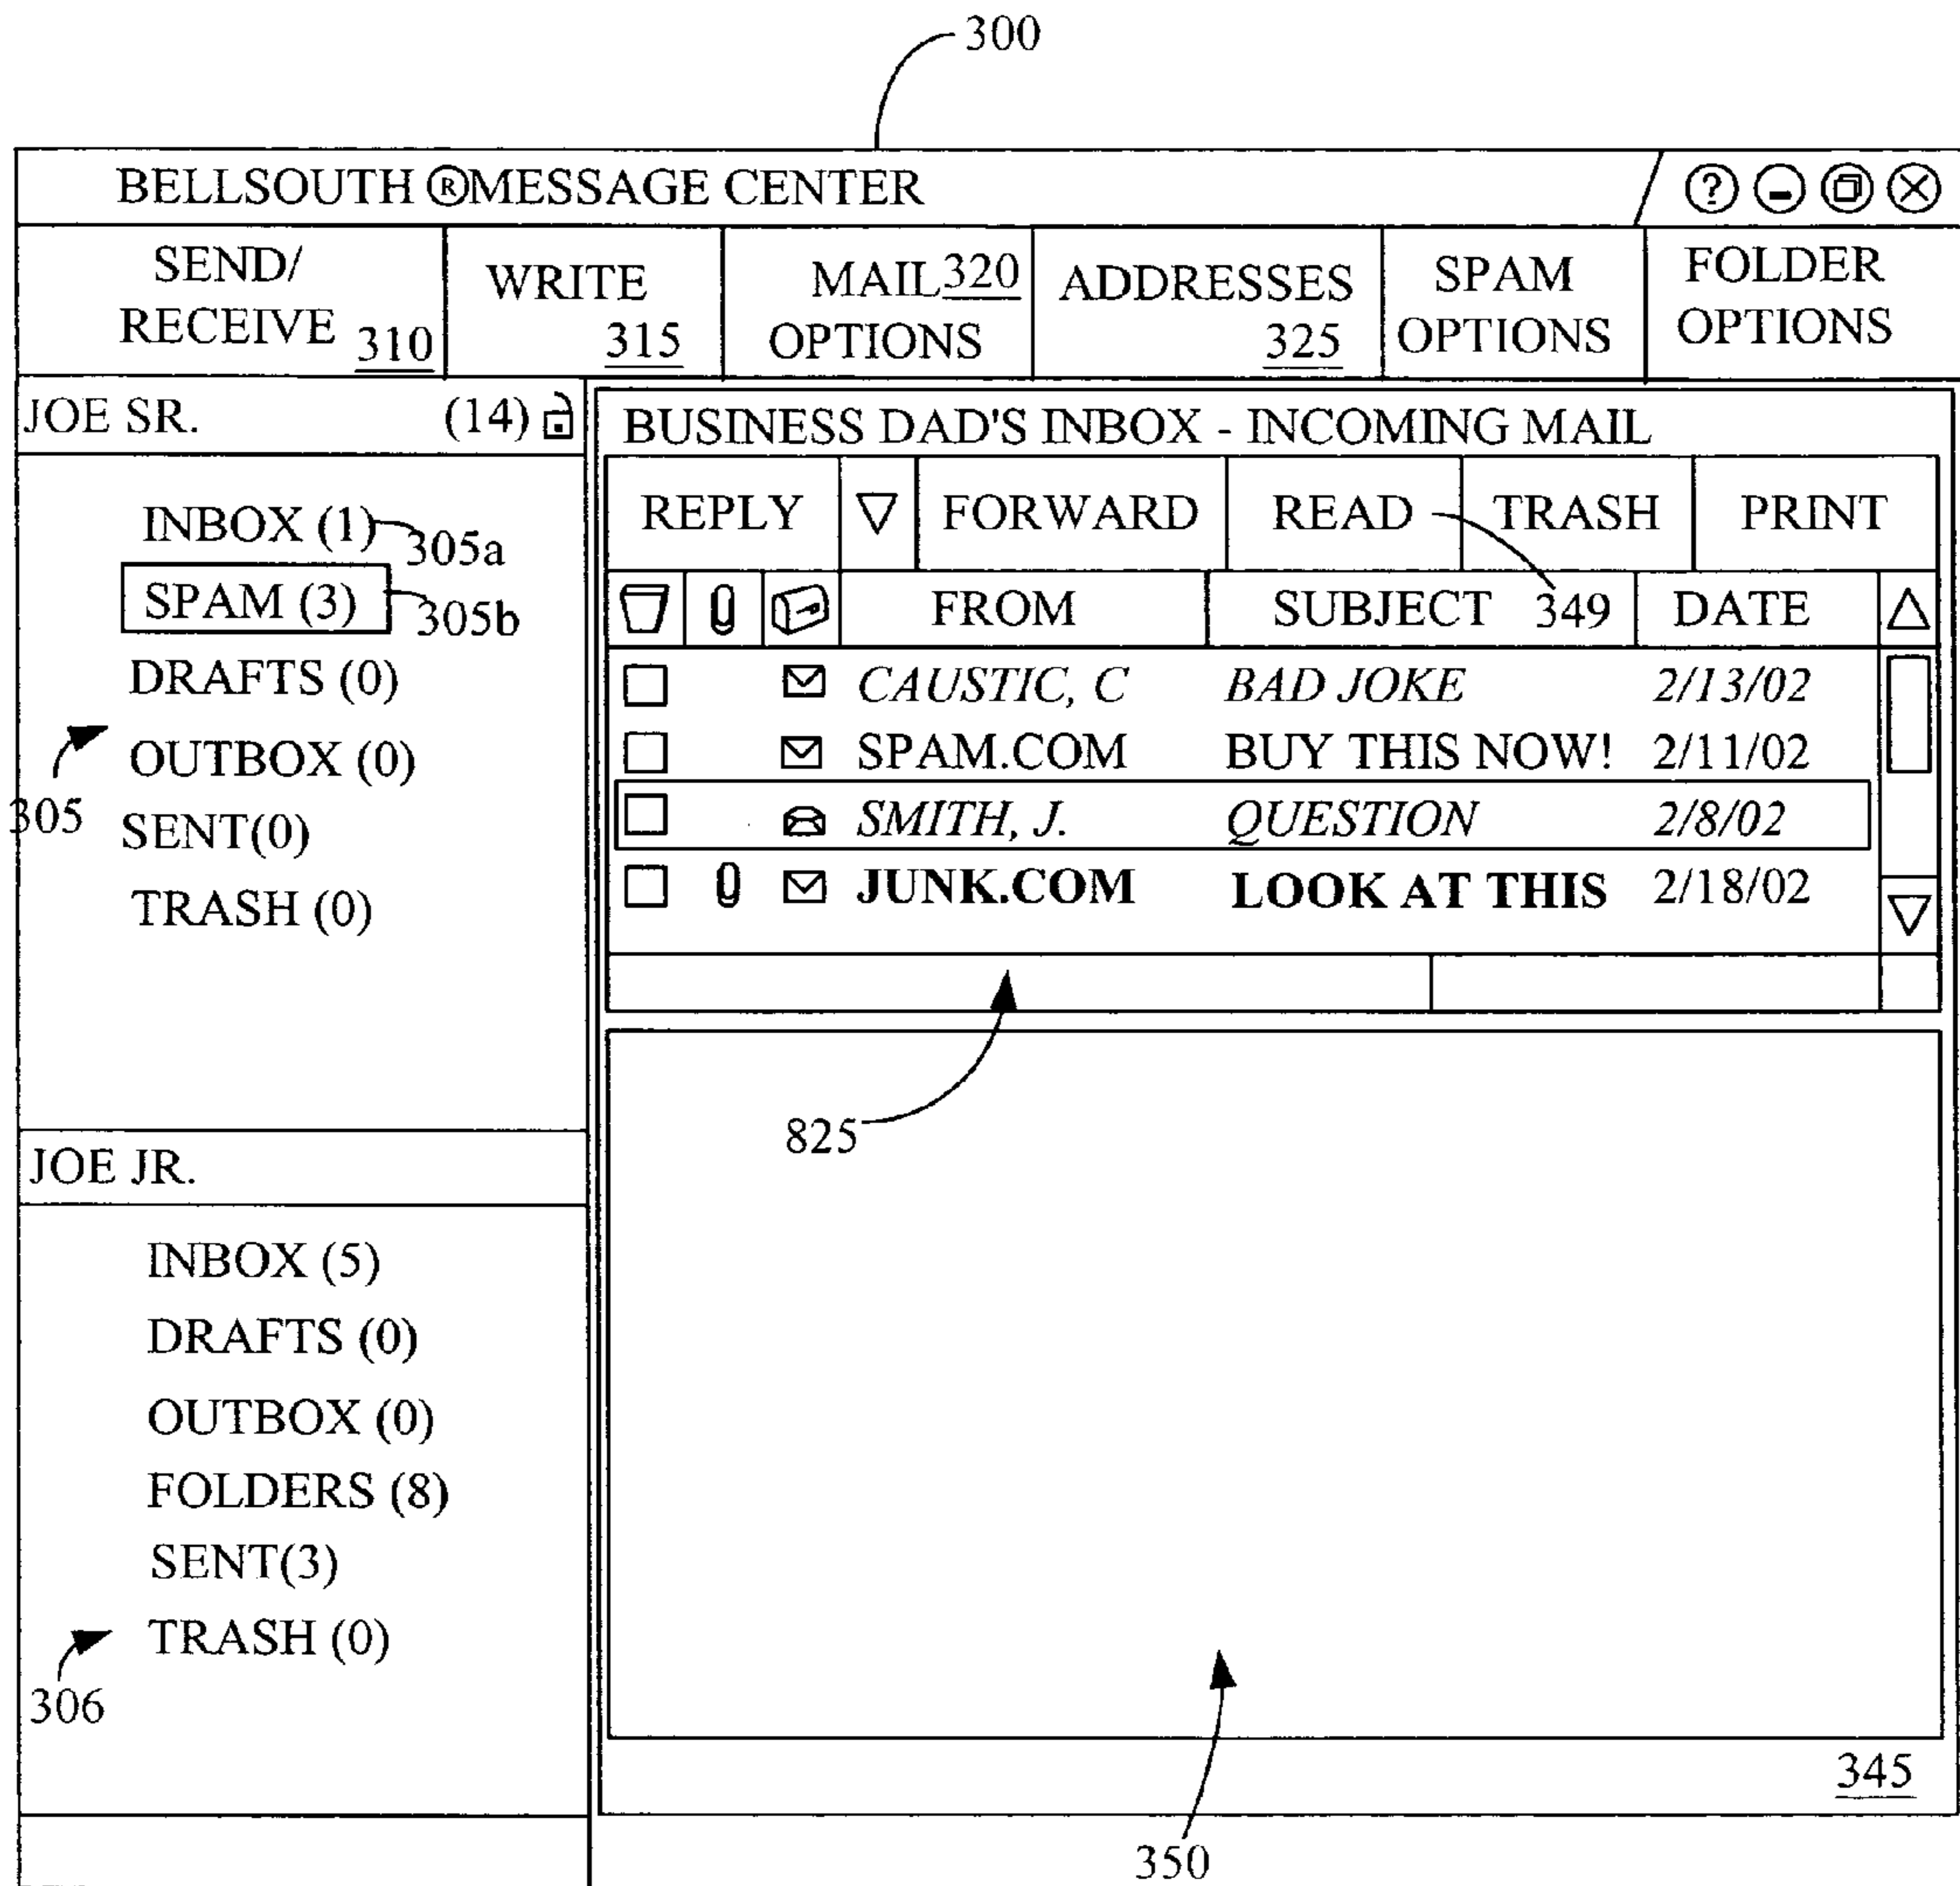 300
BELLSOUTH ®MESSAGE CENTER
SEND/
RECEIVE 310
WRITE
315
MAIL 320
OPTIONS
ADDRESSES
325
SPAM
OPTIONS
FOLDER
OPTIONS
JOE SR. (14)
INBOX (1) 305a
SPAM (3) 305b
DRAFTS (0)
OUTBOX (0)
305
SENT(0)
TRASH (0)
BUSINESS DAD'S INBOX - INCOMING MAIL
REPLY FORWARD READ TRASH PRINT
FROM SUBJECT 349 DATE
CAUSTIC, C BAD JOKE 2/13/02
SPAM.COM BUY THIS NOW! 2/11/02
SMITH, J. QUESTION 2/8/02
JUNK.COM LOOK AT THIS 2/18/02
825
JOE JR.
INBOX (5)
DRAFTS (0)
OUTBOX (0)
FOLDERS (8)
SENT(3)
TRASH (0)
306
345
350